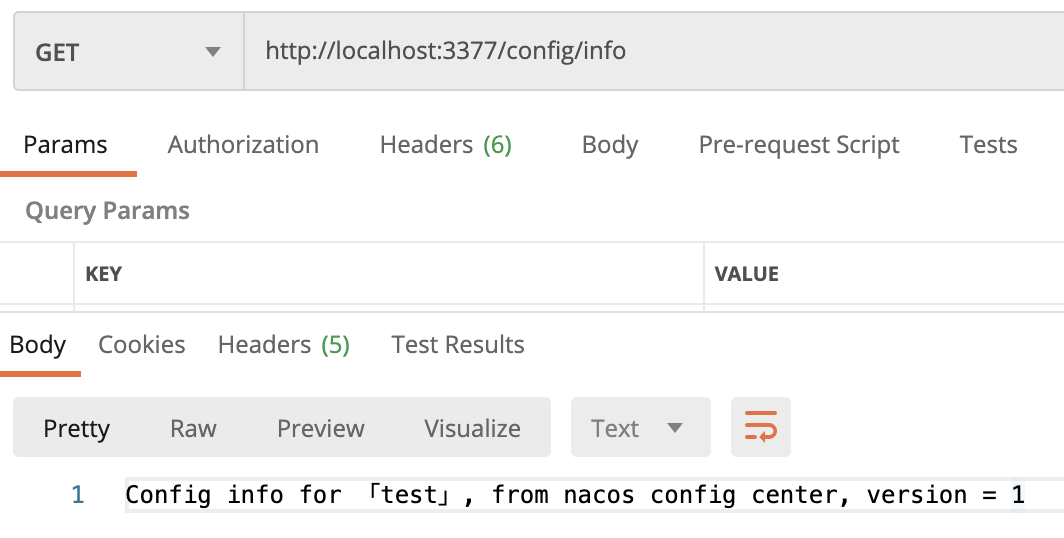 GET http://localhost:3377/config/info
Params Authorization Headers (6) Body Pre-request Script Tests
Query Params
KEY VALUE
Body Cookies Headers (5) Test Results
Pretty Raw Preview Visualize Text
1 Config info for 「test」, from nacos config center, version = 1